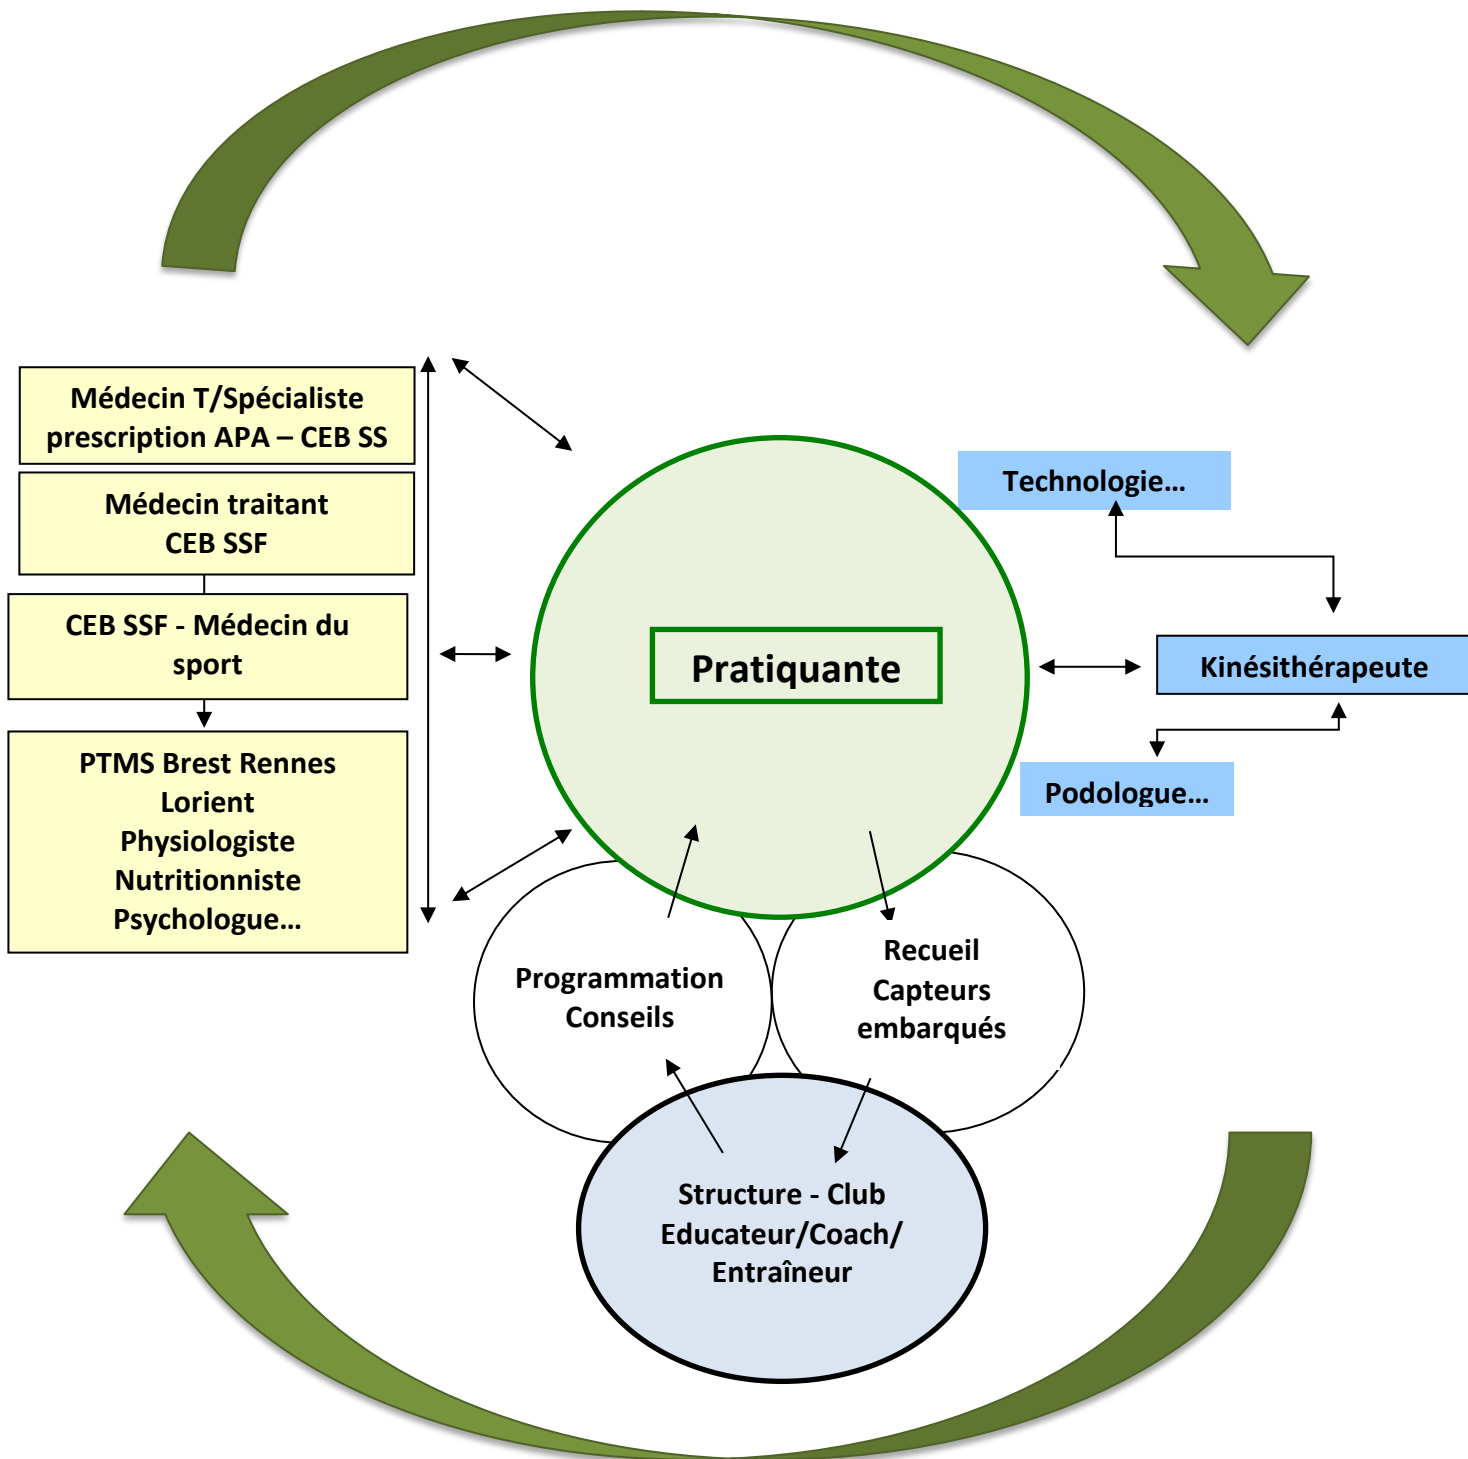 Médecin T/Spécialiste
prescription APA – CEB SS
Médecin traitant
CEB SSF
CEB SSF - Médecin du
sport
PTMS Brest Rennes
Lorient
Physiologiste
Nutritionniste
Psychologue…
Pratiquante
Technologie…
Kinésithérapeute
Podologue…
Programmation
Conseils
Recueil
Capteurs
embarqués
Structure - Club
Educateur/Coach/
Entraîneur